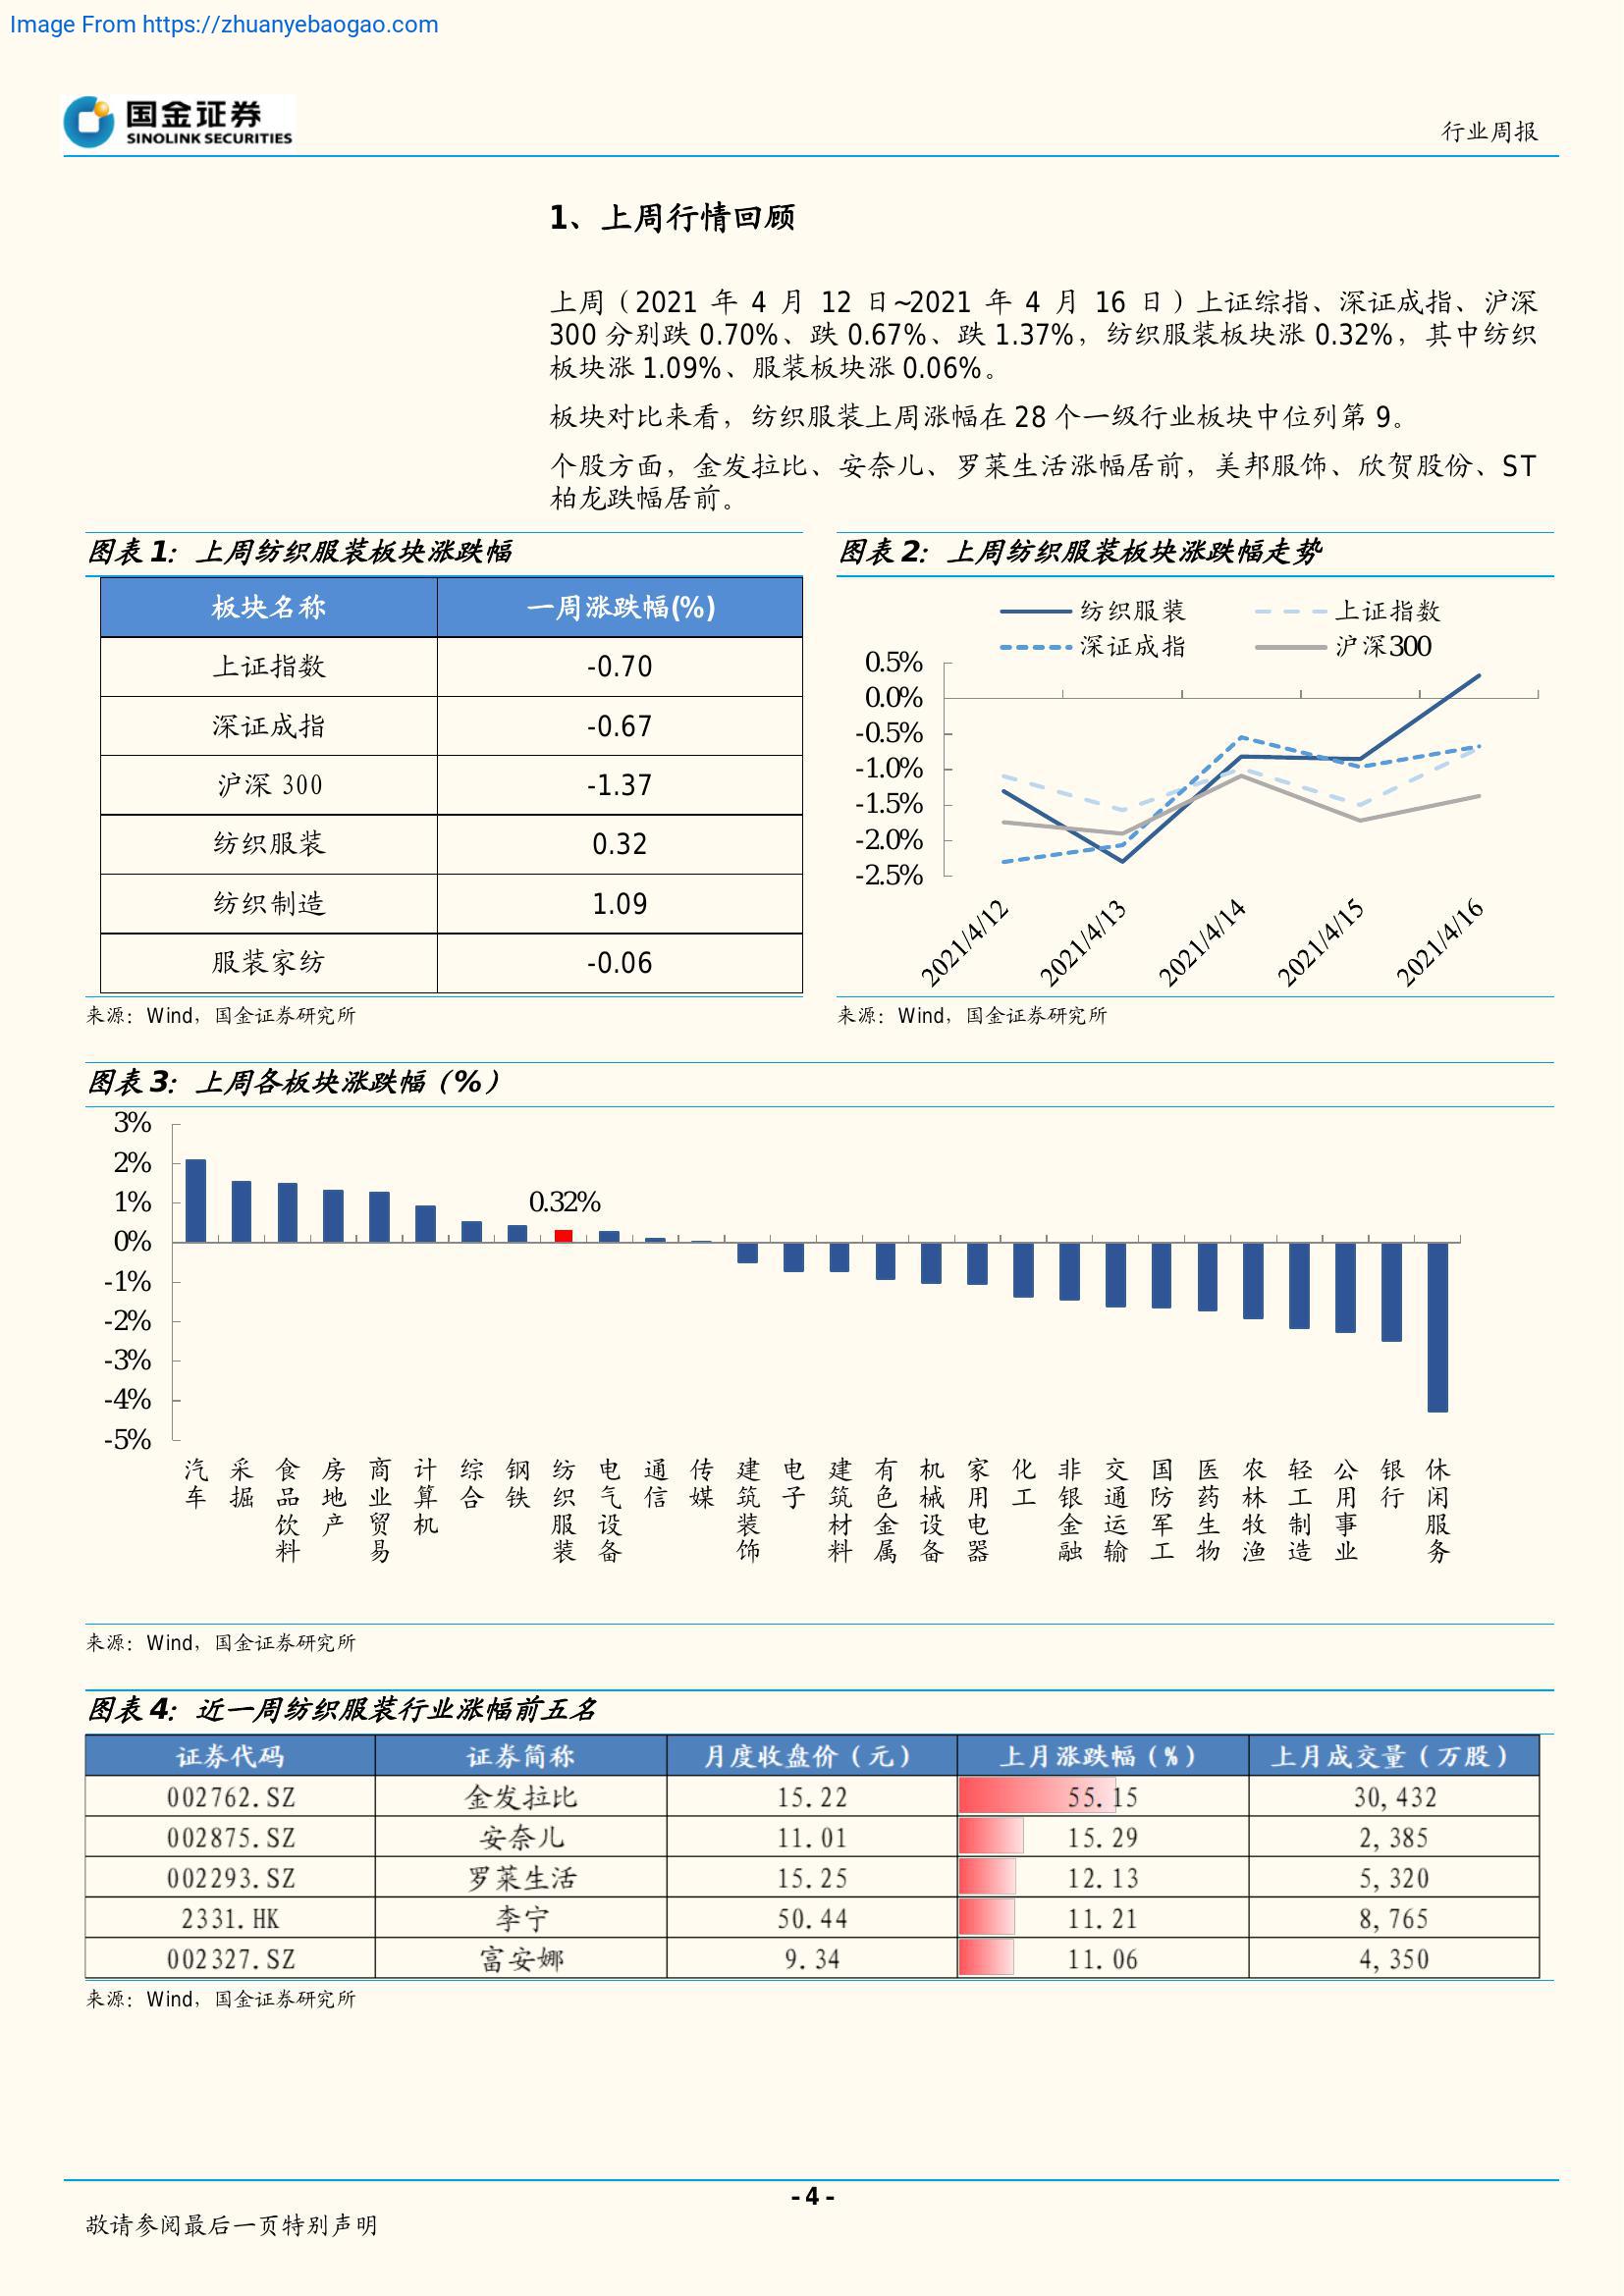 Image From https://zhuanyebaogao.com
国金证券
SINOLINK SECURITIES
行业周报
1、上周行情回顾
上周（2021 年 4 月 12 日~2021 年 4 月 16 日）上证综指、深证成指、沪深
300 分别跌 0.70%、跌 0.67%、跌 1.37%，纺织服装板块涨 0.32%，其中纺织
板块涨 1.09%、服装板块涨 0.06%。
板块对比来看，纺织服装上周涨幅在 28 个一级行业板块中位列第 9。
个股方面，金发拉比、安奈儿、罗莱生活涨幅居前，美邦服饰、欣贺股份、ST
柏龙跌幅居前。
图表 1：上周纺织服装板块涨跌幅
板块名称 一周涨跌幅(%)
上证指数 -0.70
深证成指 -0.67
沪深 300 -1.37
纺织服装 0.32
纺织制造 1.09
服装家纺 -0.06
来源：Wind，国金证券研究所
图表 2：上周纺织服装板块涨跌幅走势
纺织服装 上证指数
深证成指 沪深300
0.5%
0.0%
-0.5%
-1.0%
-1.5%
-2.0%
-2.5%
2021/4/12 2021/4/13 2021/4/14 2021/4/15 2021/4/16
来源：Wind，国金证券研究所
图表 3：上周各板块涨跌幅（%）
3%
2%
1%
0%
-1%
-2%
-3%
-4%
-5%
0.32%
汽车
采掘
食品饮料
房地产
商业贸易
计算机
综合
钢铁
纺织服装
电气设备
通信
传媒
建筑装饰
电子
建筑材料
有色金属
机械设备
家用电器
化工
非银金融
交通运输
国防军工
医药生物
农林牧渔
轻工制造
公用事业
银行
休闲服务
来源：Wind，国金证券研究所
图表 4：近一周纺织服装行业涨幅前五名
证券代码 证券简称 月度收盘价（元） 上月涨跌幅（%） 上月成交量（万股）
002762.SZ 金发拉比 15.22 55.15 30,432
002875.SZ 安奈儿 11.01 15.29 2,385
002293.SZ 罗莱生活 15.25 12.13 5,320
2331.HK 李宁 50.44 11.21 8,765
002327.SZ 富安娜 9.34 11.06 4,350
来源：Wind，国金证券研究所
- 4 -
敬请参阅最后一页特别声明